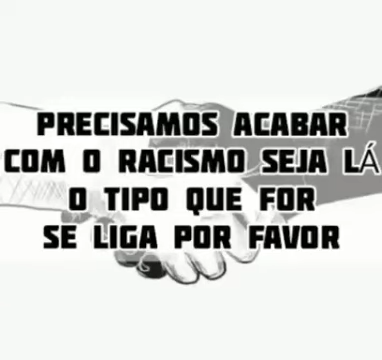 PRECISAMOS ACABAR
COM O RACISMO SEJA LÁ
O TIPO QUE FOR
SE LIGA POR FAVOR